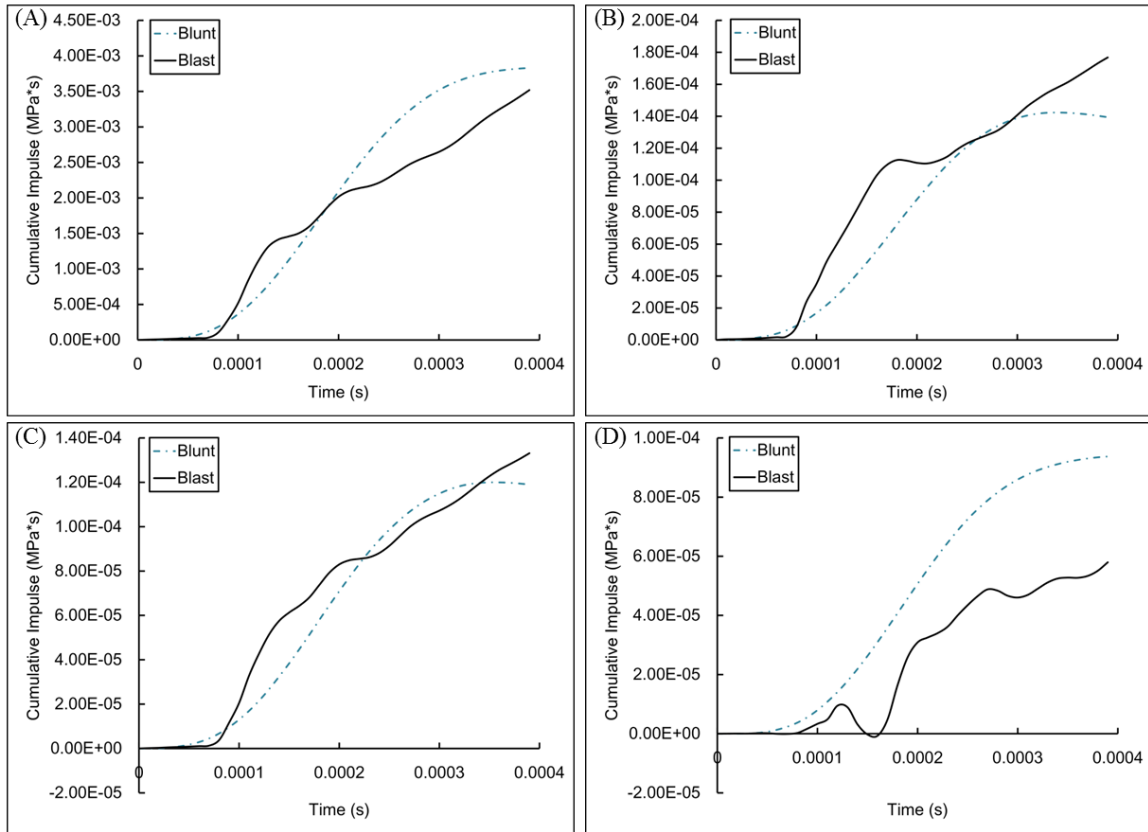 (A)
4.50E-03
4.00E-03
3.50E-03
3.00E-03
2.50E-03
2.00E-03
1.50E-03
1.00E-03
5.00E-04
0.00E+00
Cumulative Impulse (MPa*s)
Blunt
Blast
0 0.0001 0.0002 0.0003 0.0004
Time (s)
(B)
2.00E-04
1.80E-04
1.60E-04
1.40E-04
1.20E-04
1.00E-04
8.00E-05
6.00E-05
4.00E-05
2.00E-05
0.00E+00
Cumulative Impulse (MPa*s)
Blunt
Blast
0 0.0001 0.0002 0.0003 0.0004
Time (s)
(C)
1.40E-04
1.20E-04
1.00E-04
8.00E-05
6.00E-05
4.00E-05
2.00E-05
0.00E+00
-2.00E-05
Cumulative Impulse (MPa*s)
Blunt
Blast
0 0.0001 0.0002 0.0003 0.0004
Time (s)
(D)
1.00E-04
8.00E-05
6.00E-05
4.00E-05
2.00E-05
0.00E+00
-2.00E-05
Cumulative Impulse (MPa*s)
Blunt
Blast
0 0.0001 0.0002 0.0003 0.0004
Time (s)